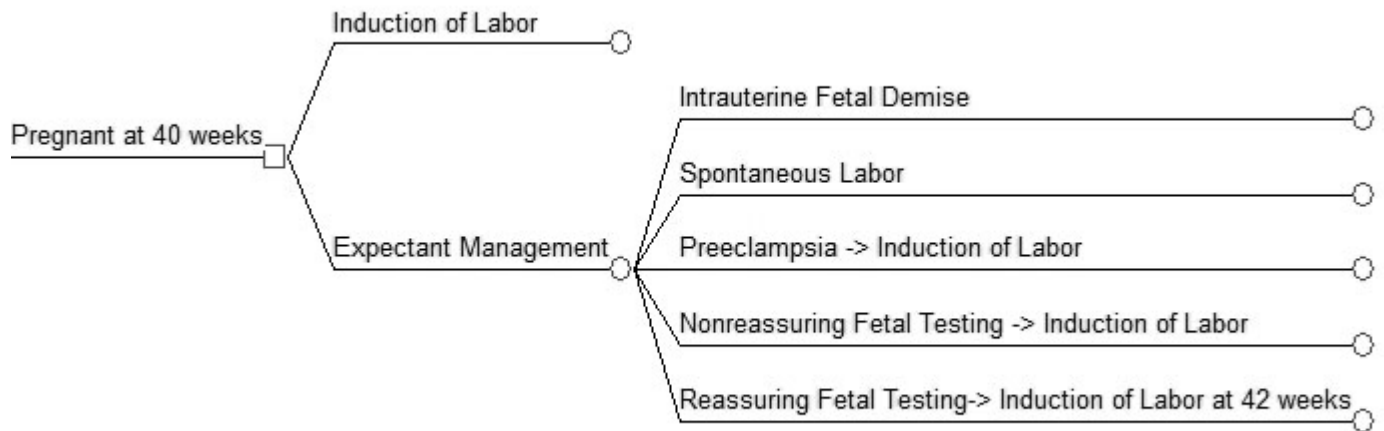 Induction of Labor
Intrauterine Fetal Demise
Pregnant at 40 weeks
Spontaneous Labor
Expectant Management
Preeclampsia -> Induction of Labor
Nonreassuring Fetal Testing -> Induction of Labor
Reassuring Fetal Testing-> Induction of Labor at 42 weeks